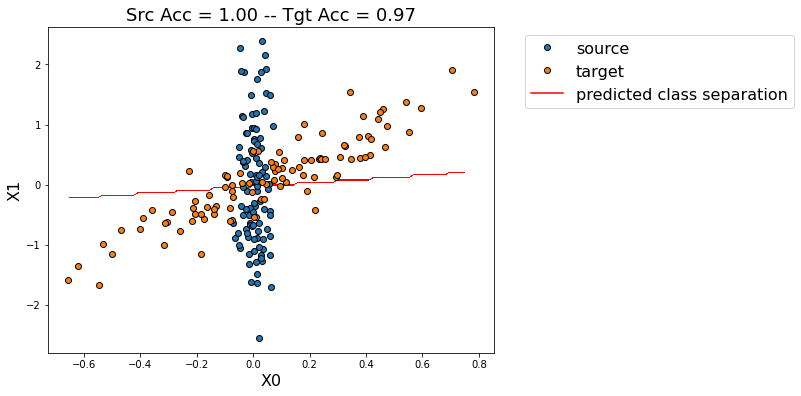 Src Acc = 1.00 -- Tgt Acc = 0.97
source
target
predicted class separation
X1
2
1
0
−1
−2
−0.6
−0.4
−0.2
0.0
0.2
0.4
0.6
0.8
X0